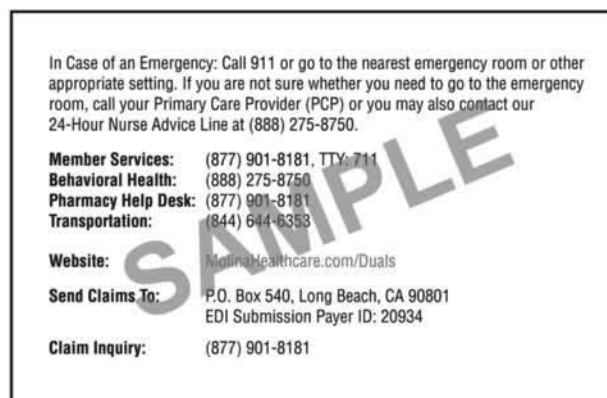 In Case of an Emergency: Call 911 or go to the nearest emergency room or other
appropriate setting. If you are not sure whether you need to go to the emergency
room, call your Primary Care Provider (PCP) or you may also contact our
24-Hour Nurse Advice Line at (888) 275-8750.
Member Services: (877) 901-8181, TTY: 711
Behavioral Health: (888) 275-8750
Pharmacy Help Desk: (877) 901-8181
Transportation: (844) 644-6353
Website: MolinaHealthcare.com/Duals
Send Claims To: P.O. Box 540, Long Beach, CA 90801
EDI Submission Payer ID: 20934
Claim Inquiry: (877) 901-8181
SAMPLE